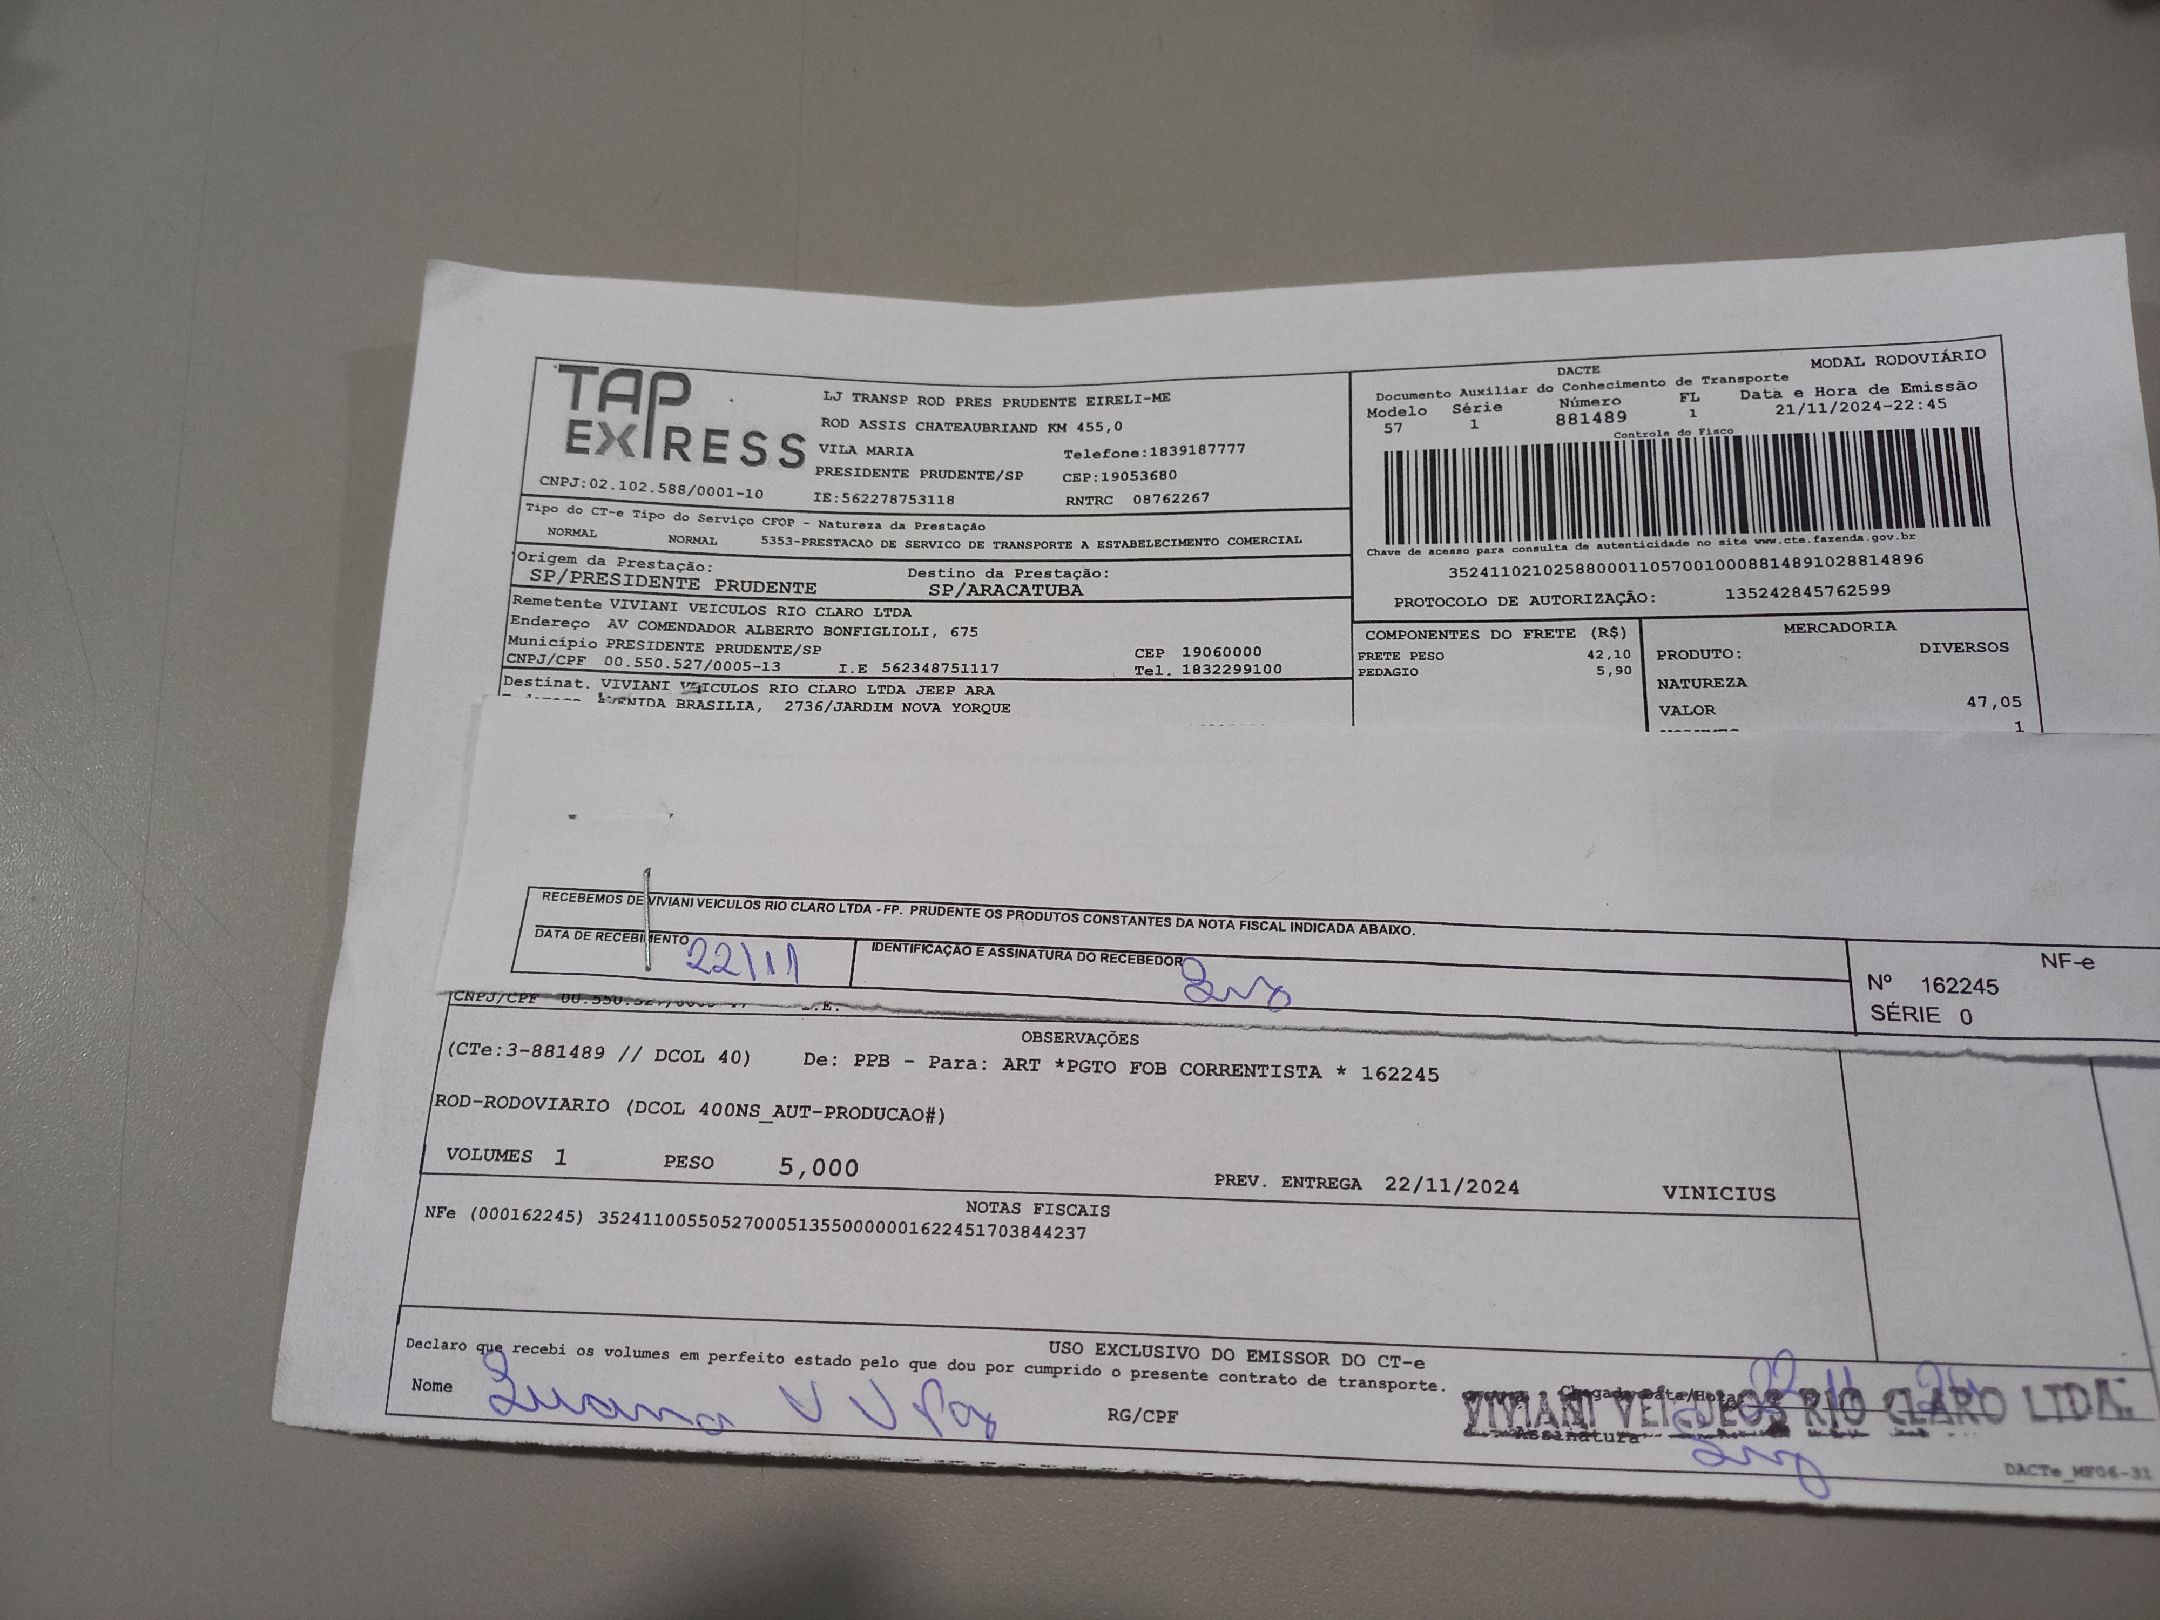 TAP
EXPRESS
CNPJ:02.102.588/0001-10
LJ TRANSP ROD PRES PRUDENTE EIRELI-ME
ROD ASSIS CHATEAUBRIAND KM 455,0
VILA MARIA Telefone:1839187777
PRESIDENTE PRUDENTE/SP CEP:19053680
IE:562278753118 RNTRC 08762267
DACTE MODAL RODOVIÁRIO
Documento Auxiliar do Conhecimento de Transporte
Modelo Série Número FL Data e Hora de Emissão
57 1 881489 1 21/11/2024-22:45
Controle do Fisco
Chave de acesso para consulta de autenticidade no site www.cte.fazenda.gov.br
35241102102588000110570010008814891028814896
PROTOCOLO DE AUTORIZAÇÃO: 135242845762599
Tipo do CT-e Tipo do Serviço CFOP - Natureza da Prestação
NORMAL NORMAL 5353-PRESTACAO DE SERVICO DE TRANSPORTE A ESTABELECIMENTO COMERCIAL
Origem da Prestação: Destino da Prestação:
SP/PRESIDENTE PRUDENTE SP/ARACATUBA
Remetente VIVIANI VEICULOS RIO CLARO LTDA
Endereço AV COMENDADOR ALBERTO BONFIGLIOLI, 675
Município PRESIDENTE PRUDENTE/SP CEP 19060000
CNPJ/CPF 00.550.527/0005-13 I.E 562348751117 Tel. 1832299100
Destinat. VIVIANI VEICULOS RIO CLARO LTDA JEEP ARA
AVENIDA BRASILIA, 2736/JARDIM NOVA YORQUE
COMPONENTES DO FRETE (R$)
FRETE PESO 42,10
PEDAGIO 5,90
MERCADORIA
PRODUTO: DIVERSOS
NATUREZA
VALOR 47,05
1
RECEBEMOS DE VIVIANI VEICULOS RIO CLARO LTDA - FP. PRUDENTE OS PRODUTOS CONSTANTES DA NOTA FISCAL INDICADA ABAIXO.
DATA DE RECEBIMENTO 22/11
IDENTIFICAÇÃO E ASSINATURA DO RECEBEDOR
NF-e
Nº 162245
SÉRIE 0
CNPJ/CPF I.E.
OBSERVAÇÕES
(CTe:3-881489 // DCOL 40) De: PPB - Para: ART *PGTO FOB CORRENTISTA * 162245
ROD-RODOVIARIO (DCOL 400NS_AUT-PRODUCAO#)
VOLUMES 1 PESO 5,000 PREV. ENTREGA 22/11/2024 VINICIUS
NOTAS FISCAIS
NFe (000162245) 35241100550527000513550000001622451703844237
USO EXCLUSIVO DO EMISSOR DO CT-e
Declaro que recebi os volumes em perfeito estado pelo que dou por cumprido o presente contrato de transporte.
Chegada Data/Hora
Nome Luana RG/CPF
VIVIANI VEICULOS RIO CLARO LTDA.
Assinatura
DACTe_MF06-31